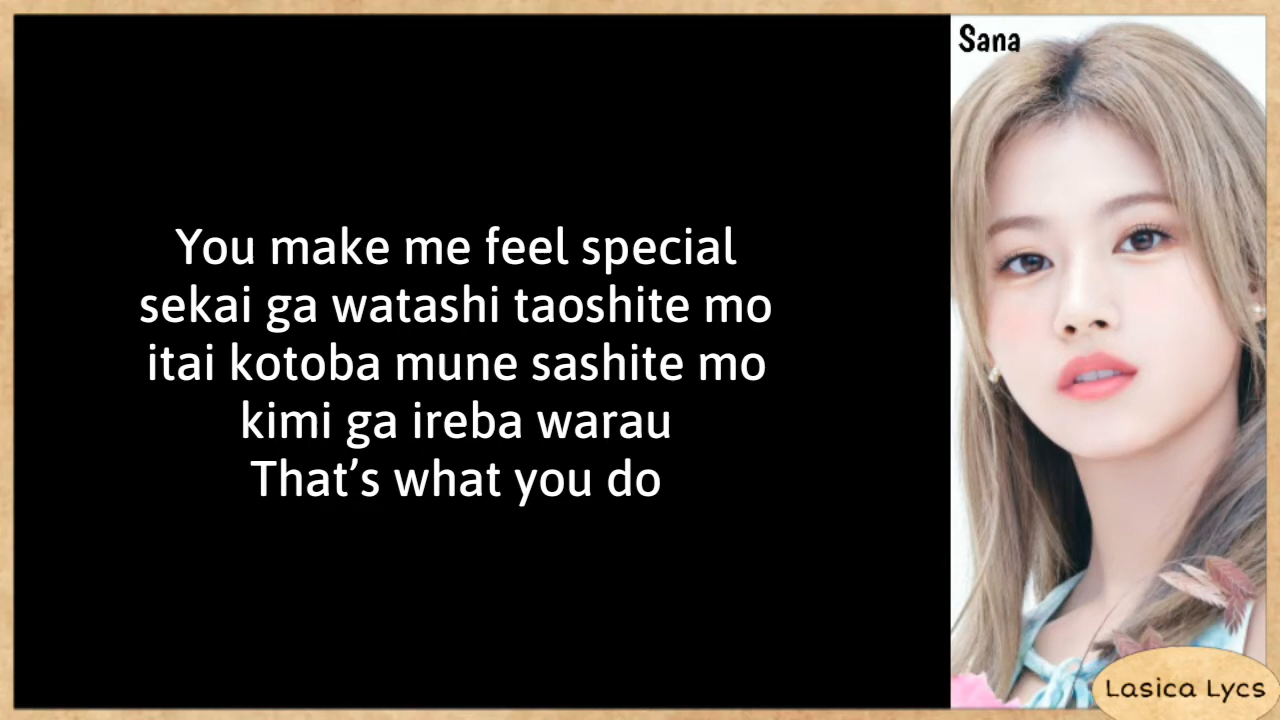 Sana
You make me feel special
sekai ga watashi taoshite mo
itai kotoba mune sashite mo
kimi ga ireba warau
That’s what you do
Lasica Lycs